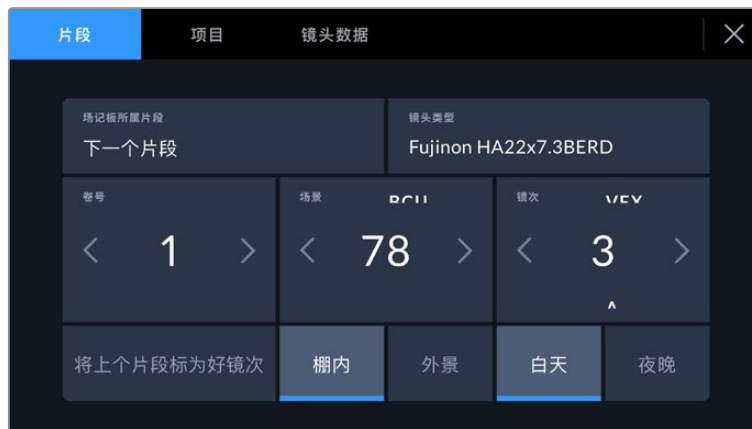 片段 项目 镜头数据
场记板所属片段 镜头类型
下一个片段 Fujinon HA22x7.3BERD
卷号 场景 镜次
1 78 3
将上个片段标为好镜次 棚内 外景 白天 夜晚